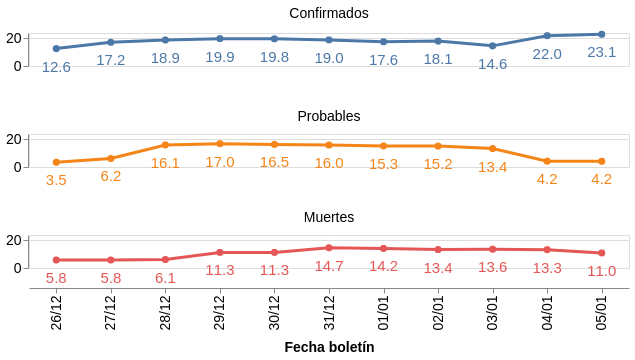 Confirmados
20
0
12.6 17.2 18.9 19.9 19.8 19.0 17.6 18.1 14.6 22.0 23.1
Probables
20
0
3.5 6.2 16.1 17.0 16.5 16.0 15.3 15.2 13.4 4.2 4.2
Muertes
20
0
5.8 5.8 6.1 11.3 11.3 14.7 14.2 13.4 13.6 13.3 11.0
26/12 27/12 28/12 29/12 30/12 31/12 01/01 02/01 03/01 04/01 05/01
Fecha boletín